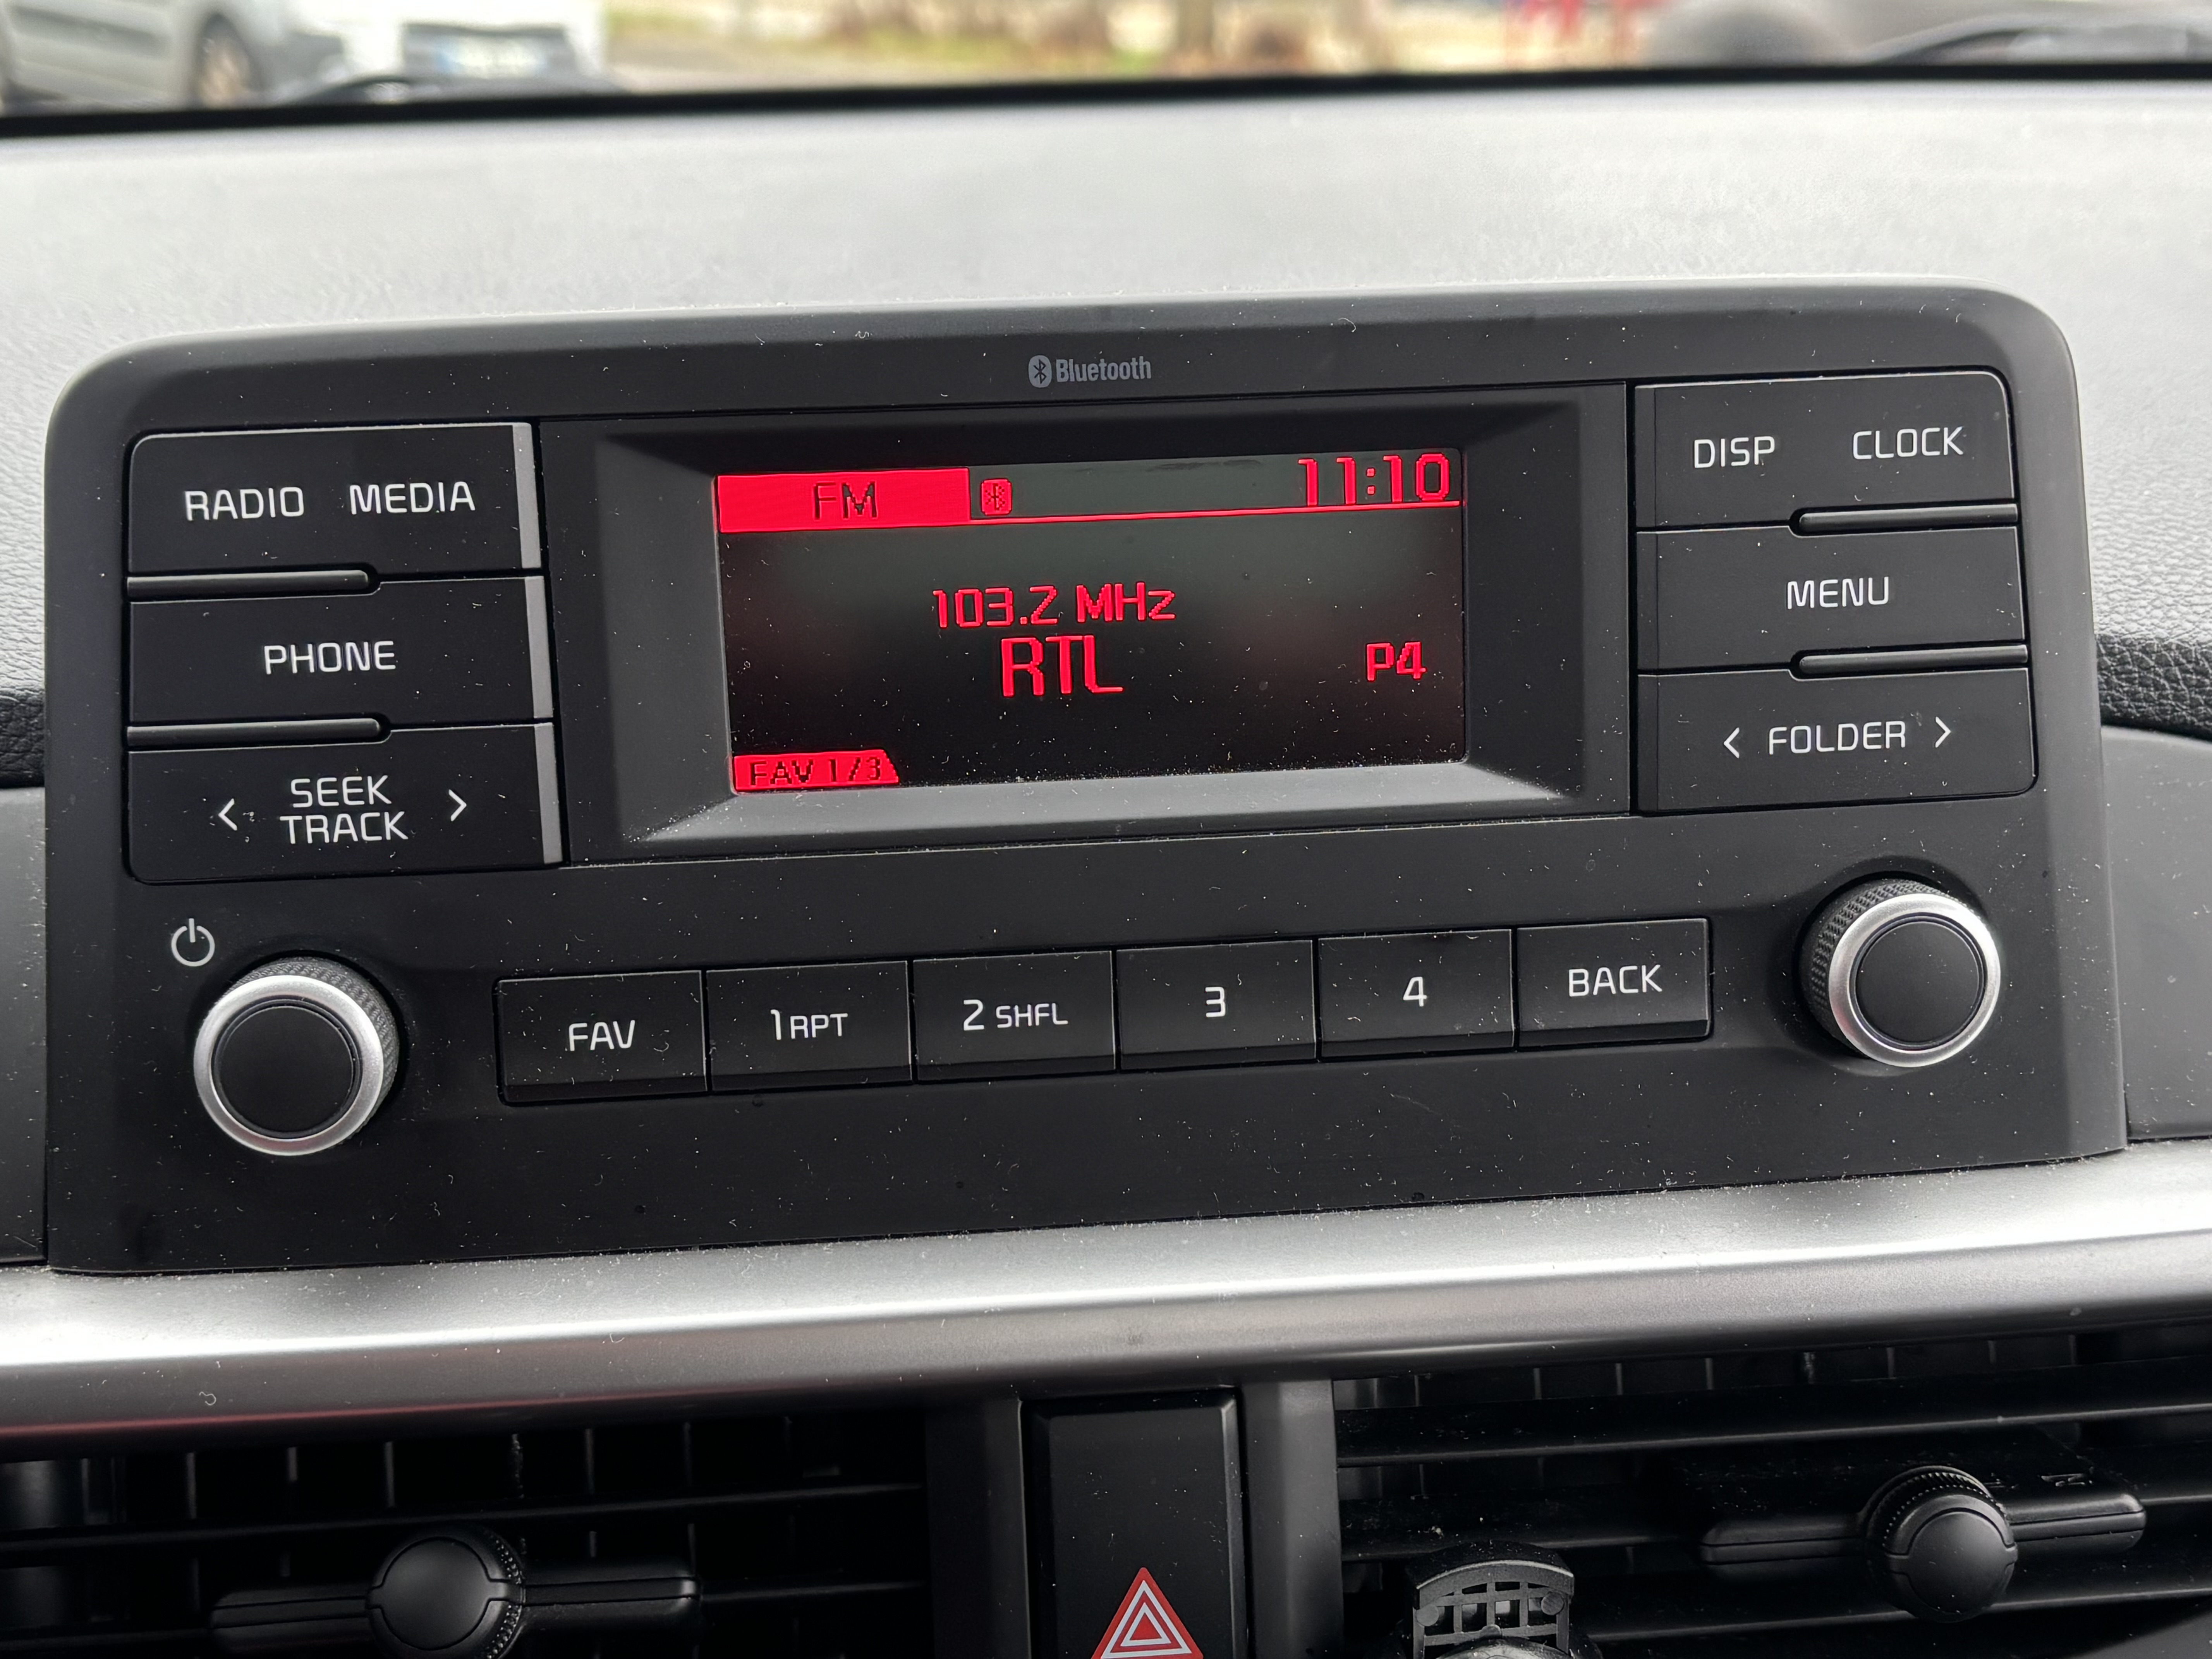 Bluetooth
RADIO MEDIA
PHONE
< SEEK TRACK >
FM 11:10
103.2 MHz
RTL
P4
FAV 1/3
DISP CLOCK
MENU
< FOLDER >
FAV
1 RPT
2 SHFL
3
4
BACK